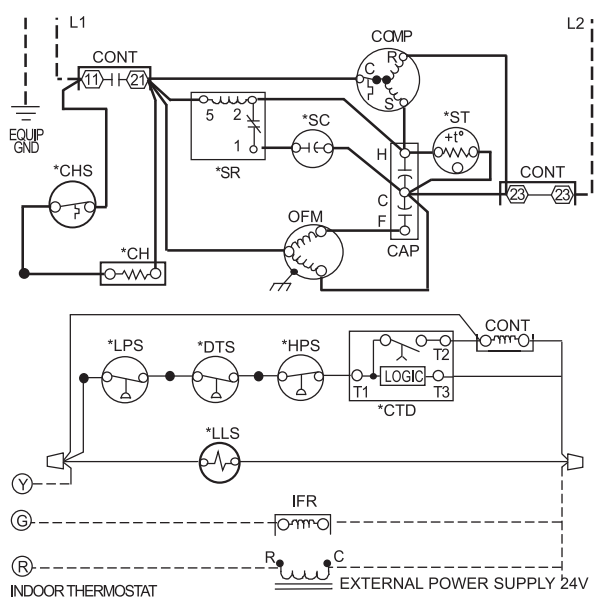 L1
L2
COMP
CONT
11
21
C
R
S
EQUIP
GND
5
2
1
*SR
*SC
*ST
+t°
H
C
F
CAP
CONT
23
23
*CHS
*CH
OFM
CONT
*LPS
*DTS
*HPS
T2
LOGIC
T1
T3
*CTD
*LLS
Y
G
IFR
R
R
C
EXTERNAL POWER SUPPLY 24V
INDOOR THERMOSTAT